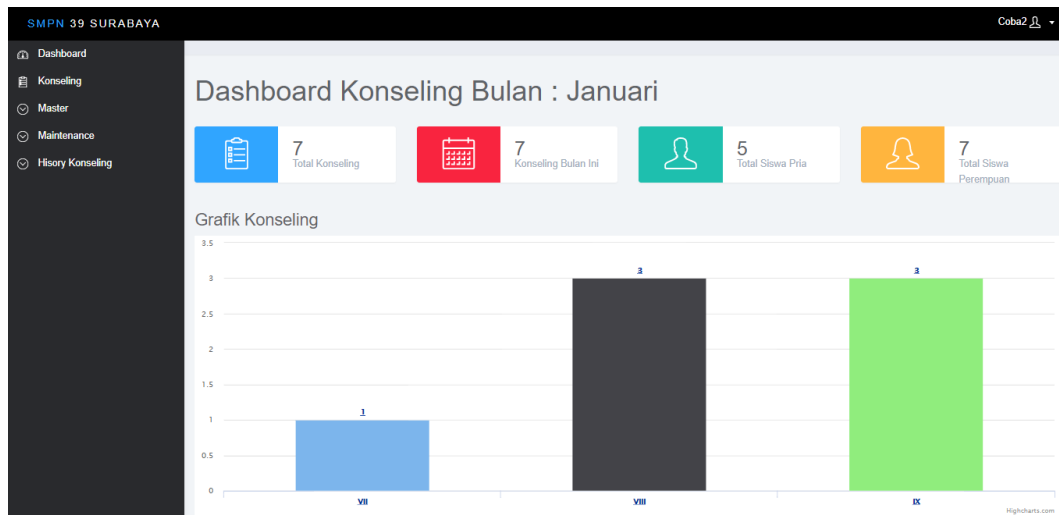 SMPN 39 SURABAYA
Coba2
Dashboard
Konseling
Master
Maintenance
Hisory Konseling
Dashboard Konseling Bulan : Januari
7
Total Konseling
7
Konseling Bulan Ini
5
Total Siswa Pria
7
Total Siswa
Perempuan
Grafik Konseling
3.5
3
2.5
2
1.5
1
0.5
0
1
3
3
VII
VIII
IX
Highcharts.com